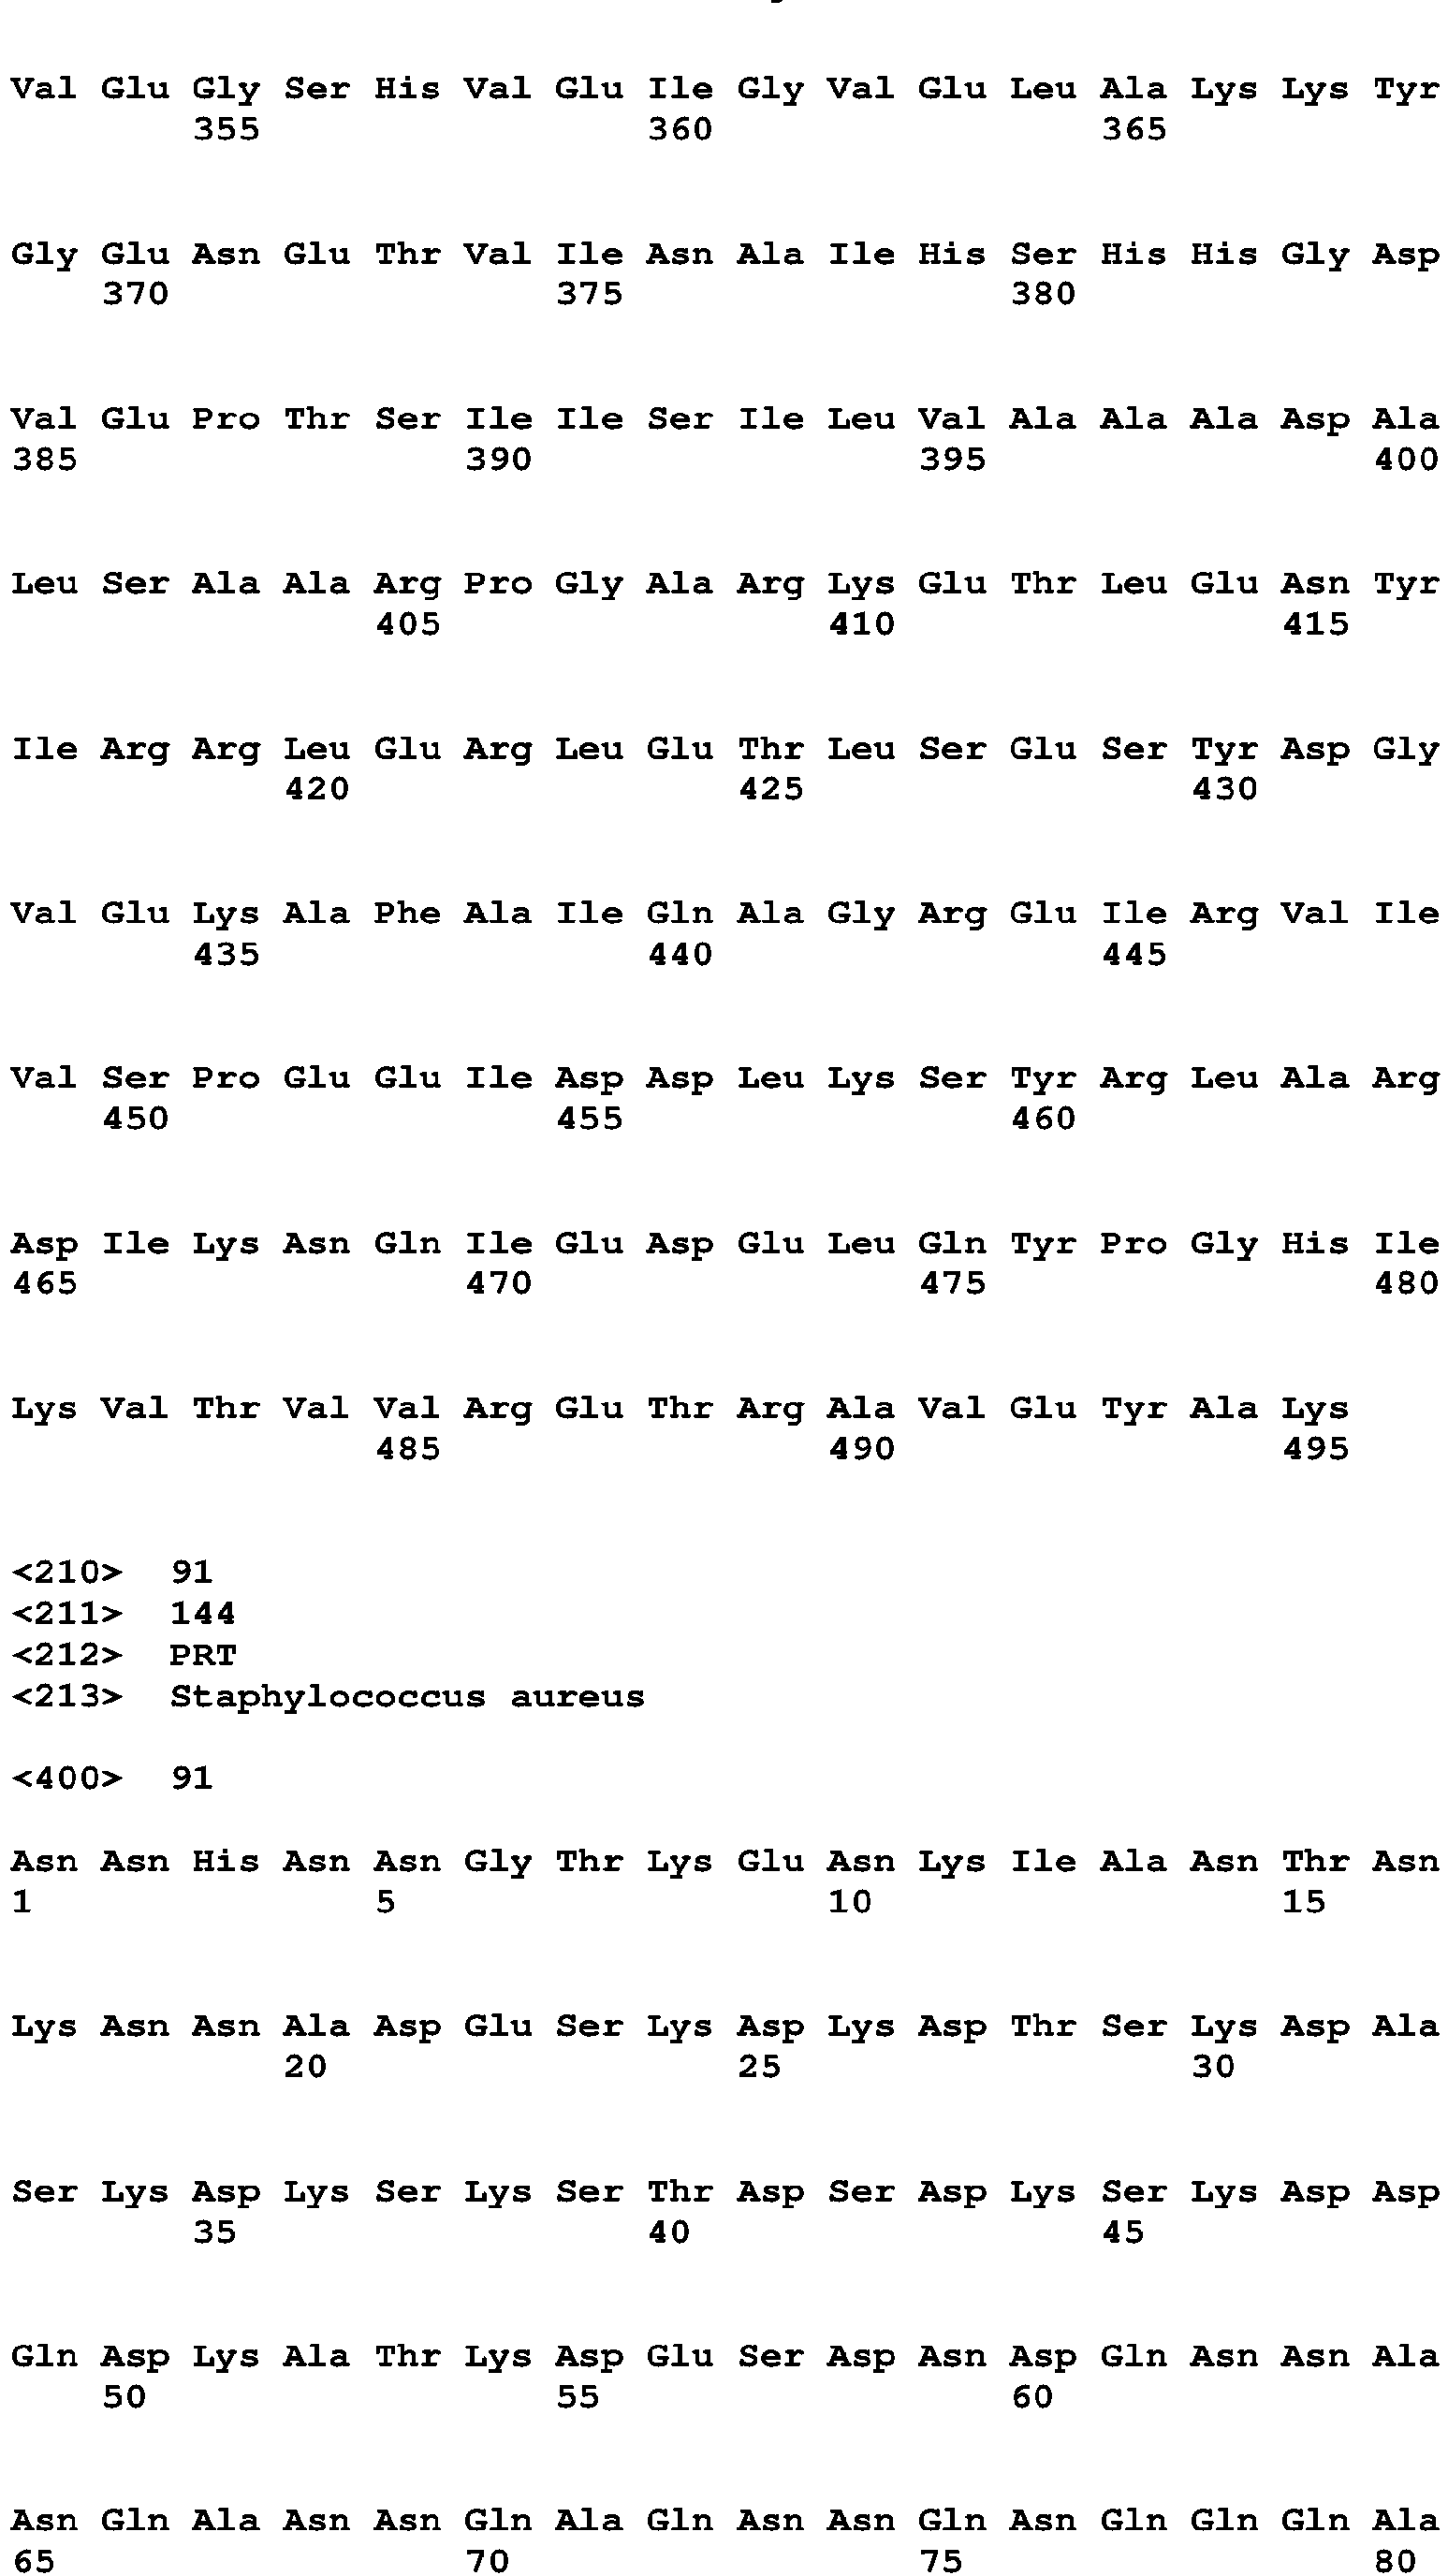 Val Glu Gly Ser His Val Glu Ile Gly Val Glu Leu Ala Lys Lys Tyr
355 360 365
Gly Glu Asn Glu Thr Val Ile Asn Ala Ile His Ser His His Gly Asp
370 375 380
Val Glu Pro Thr Ser Ile Ile Ser Ile Leu Val Ala Ala Ala Asp Ala
385 390 395 400
Leu Ser Ala Ala Arg Pro Gly Ala Arg Lys Glu Thr Leu Glu Asn Tyr
405 410 415
Ile Arg Arg Leu Glu Arg Leu Glu Thr Leu Ser Glu Ser Tyr Asp Gly
420 425 430
Val Glu Lys Ala Phe Ala Ile Gln Ala Gly Arg Glu Ile Arg Val Ile
435 440 445
Val Ser Pro Glu Glu Ile Asp Asp Leu Lys Ser Tyr Arg Leu Ala Arg
450 455 460
Asp Ile Lys Asn Gln Ile Glu Asp Glu Leu Gln Tyr Pro Gly His Ile
465 470 475 480
Lys Val Thr Val Val Arg Glu Thr Arg Ala Val Glu Tyr Ala Lys
485 490 495
<210> 91
<211> 144
<212> PRT
<213> Staphylococcus aureus
<400> 91
Asn Asn His Asn Asn Gly Thr Lys Glu Asn Lys Ile Ala Asn Thr Asn
1 5 10 15
Lys Asn Asn Ala Asp Glu Ser Lys Asp Lys Asp Thr Ser Lys Asp Ala
20 25 30
Ser Lys Asp Lys Ser Lys Ser Thr Asp Ser Asp Lys Ser Lys Asp Asp
35 40 45
Gln Asp Lys Ala Thr Lys Asp Glu Ser Asp Asn Asp Gln Asn Asn Ala
50 55 60
Asn Gln Ala Asn Asn Gln Ala Gln Asn Asn Gln Asn Gln Gln Gln Ala
65 70 75 80